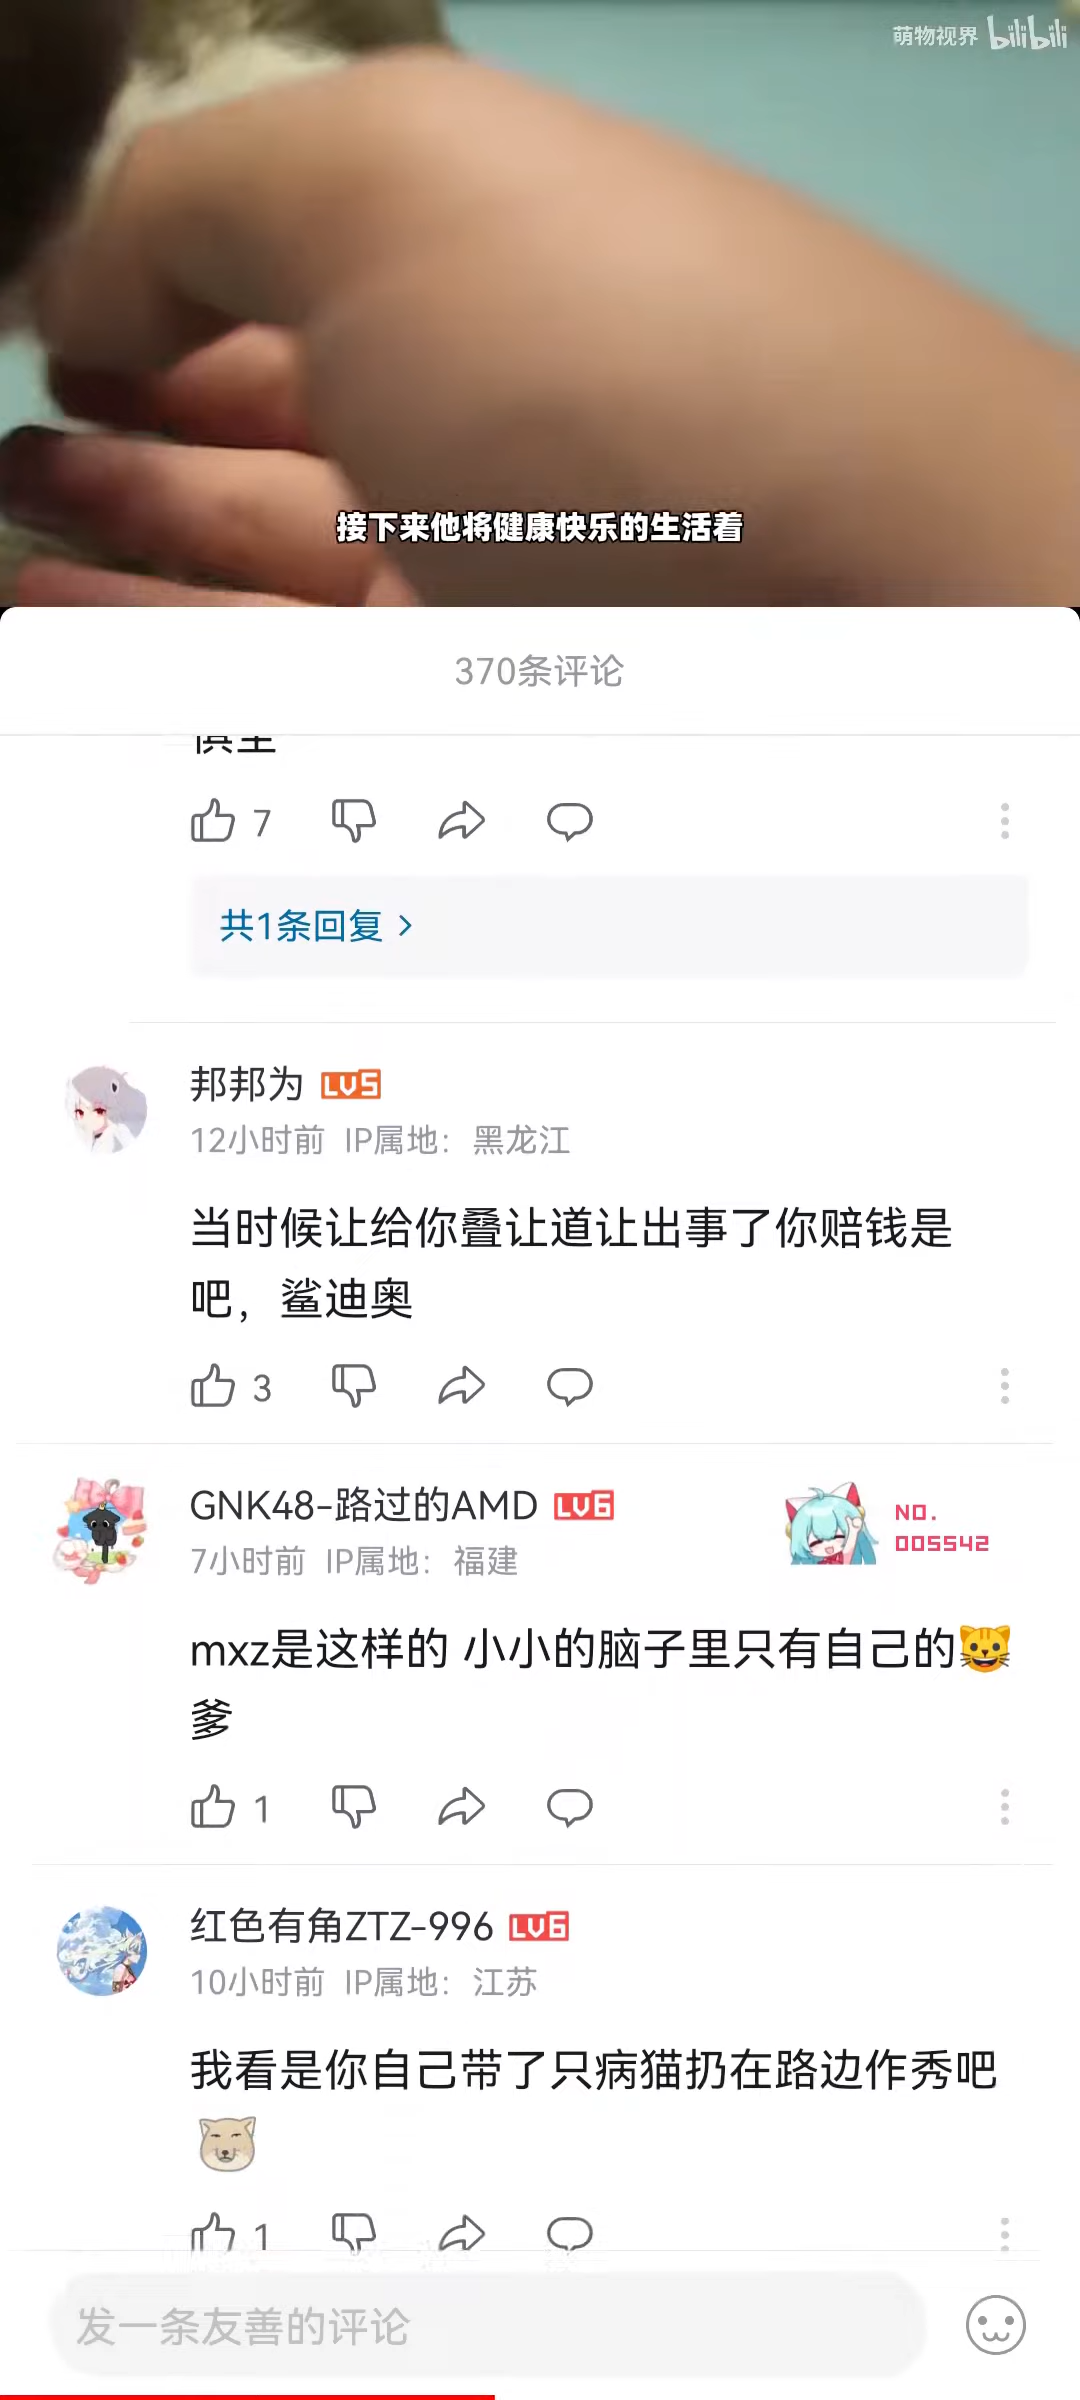 萌物视界 bilibili
接下来他将健康快乐的生活着
370条评论
7
共1条回复 >
邦邦为 LV5
12小时前 IP属地：黑龙江
当时候让给你叠让道让出事了你赔钱是
吧，鲨迪奥
3
GNK48-路过的AMD LV6
NO.
005542
7小时前 IP属地：福建
mxz是这样的 小小的脑子里只有自己的😺
爹
1
红色有角ZTZ-996 LV6
10小时前 IP属地：江苏
我看是你自己带了只病猫扔在路边作秀吧
1
发一条友善的评论